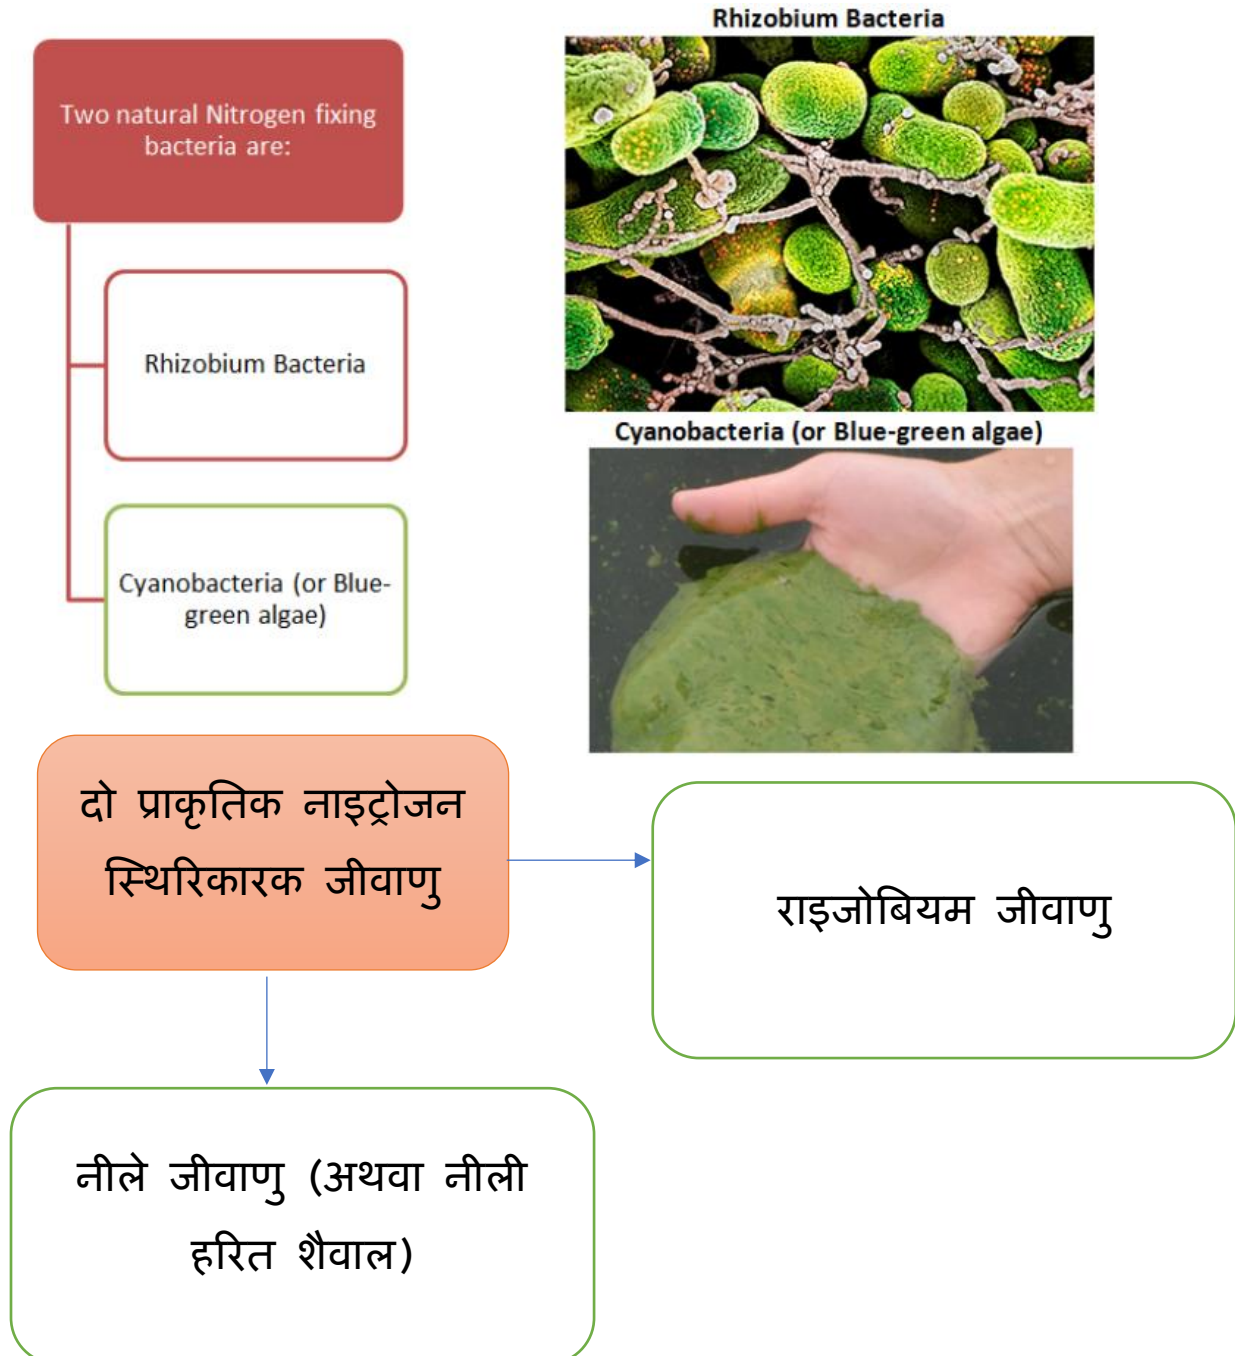 Two natural Nitrogen fixing
bacteria are:
Rhizobium Bacteria
Cyanobacteria (or Blue-
green algae)
Rhizobium Bacteria
Cyanobacteria (or Blue-green algae)
दो प्राकृतिक नाइट्रोजन
स्थिरिकारक जीवाणु
राइजोबियम जीवाणु
नीले जीवाणु (अथवा नीली
हरित शैवाल)